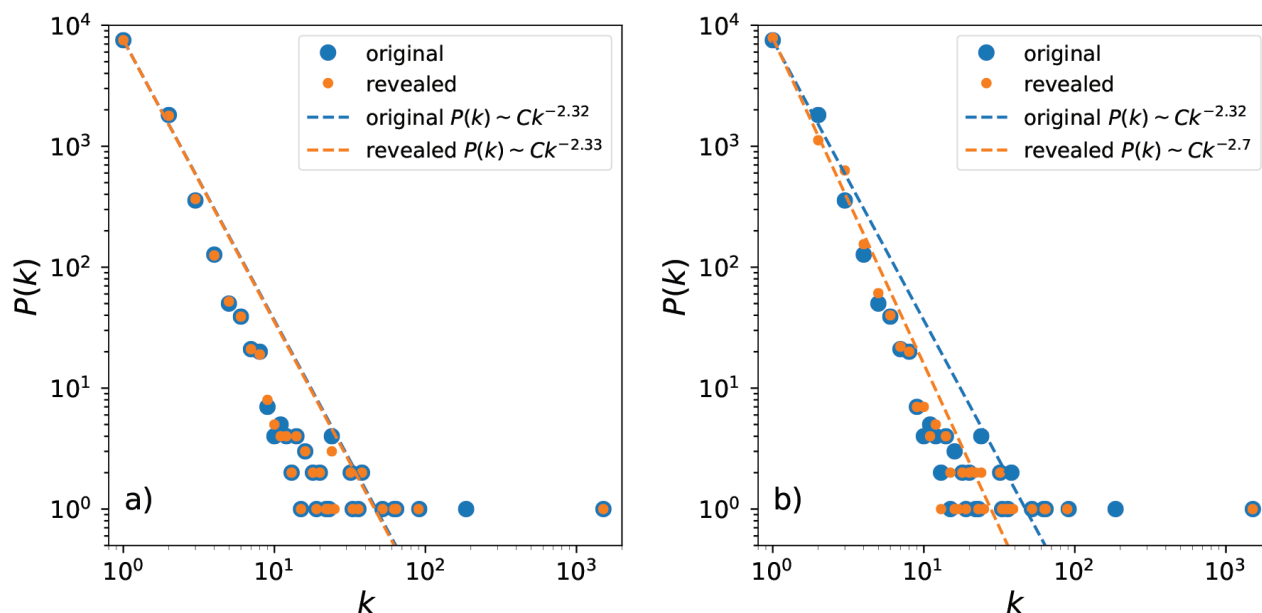 original
revealed
original P(k) ~ Ck^{-2.32}
revealed P(k) ~ Ck^{-2.33}
10^4
10^3
10^2
10^1
10^0
P(k)
a)
10^0 10^1 10^2 10^3
k
original
revealed
original P(k) ~ Ck^{-2.32}
revealed P(k) ~ Ck^{-2.7}
10^4
10^3
10^2
10^1
10^0
P(k)
b)
10^0 10^1 10^2 10^3
k